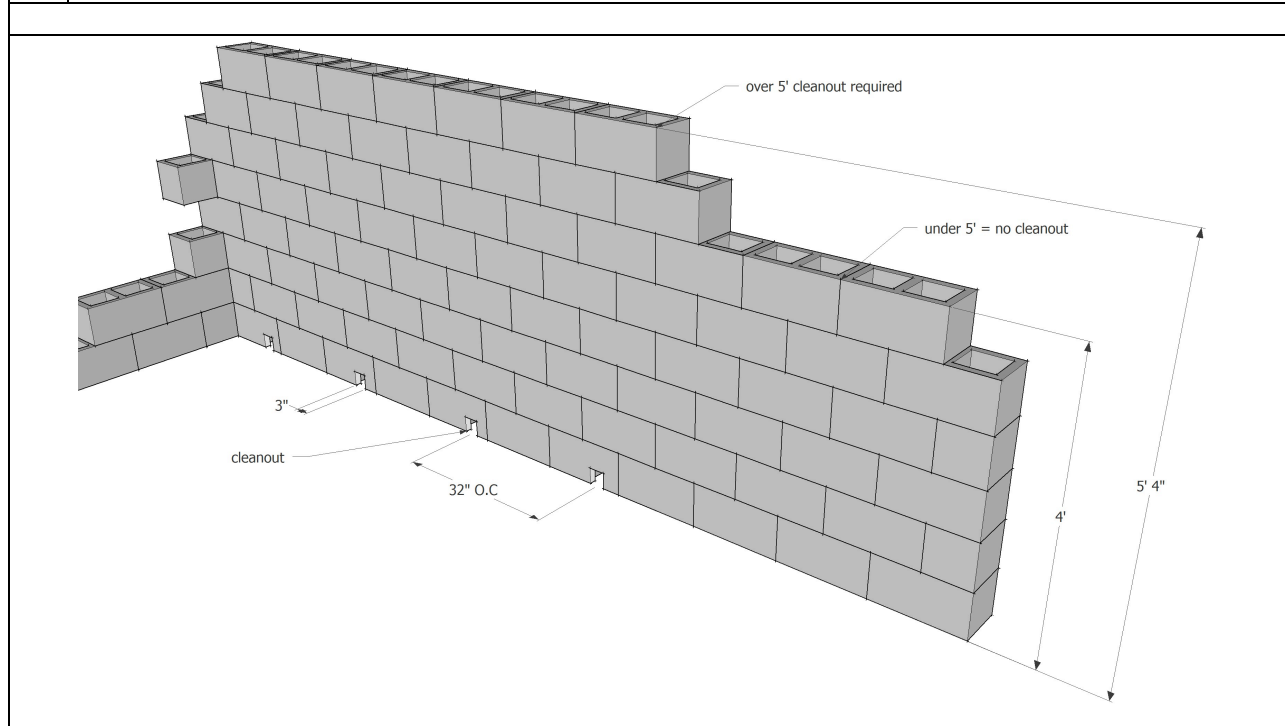 over 5' cleanout required
under 5' = no cleanout
3"
cleanout
32" O.C
5' 4"
4'